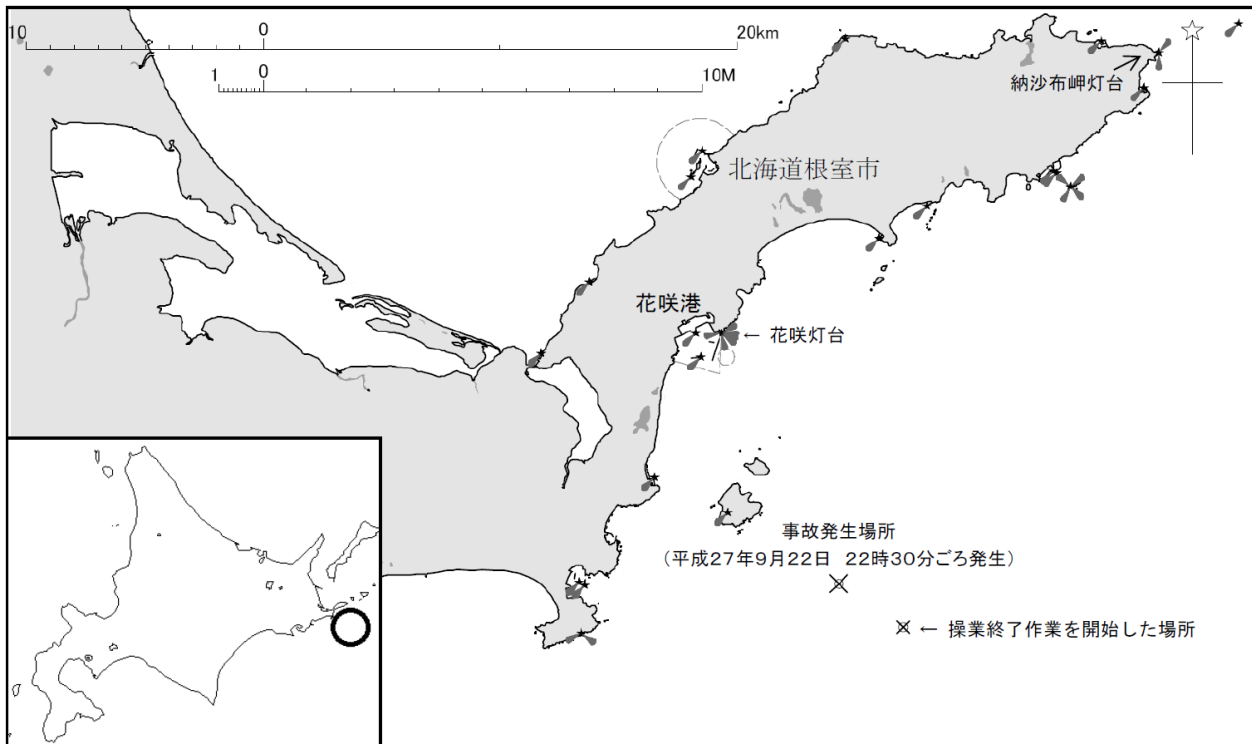 10 0 20km
1 0 10M
納沙布岬灯台
北海道根室市
花咲港
← 花咲灯台
事故発生場所
(平成27年9月22日 22時30分ごろ発生)
← 操業終了作業を開始した場所